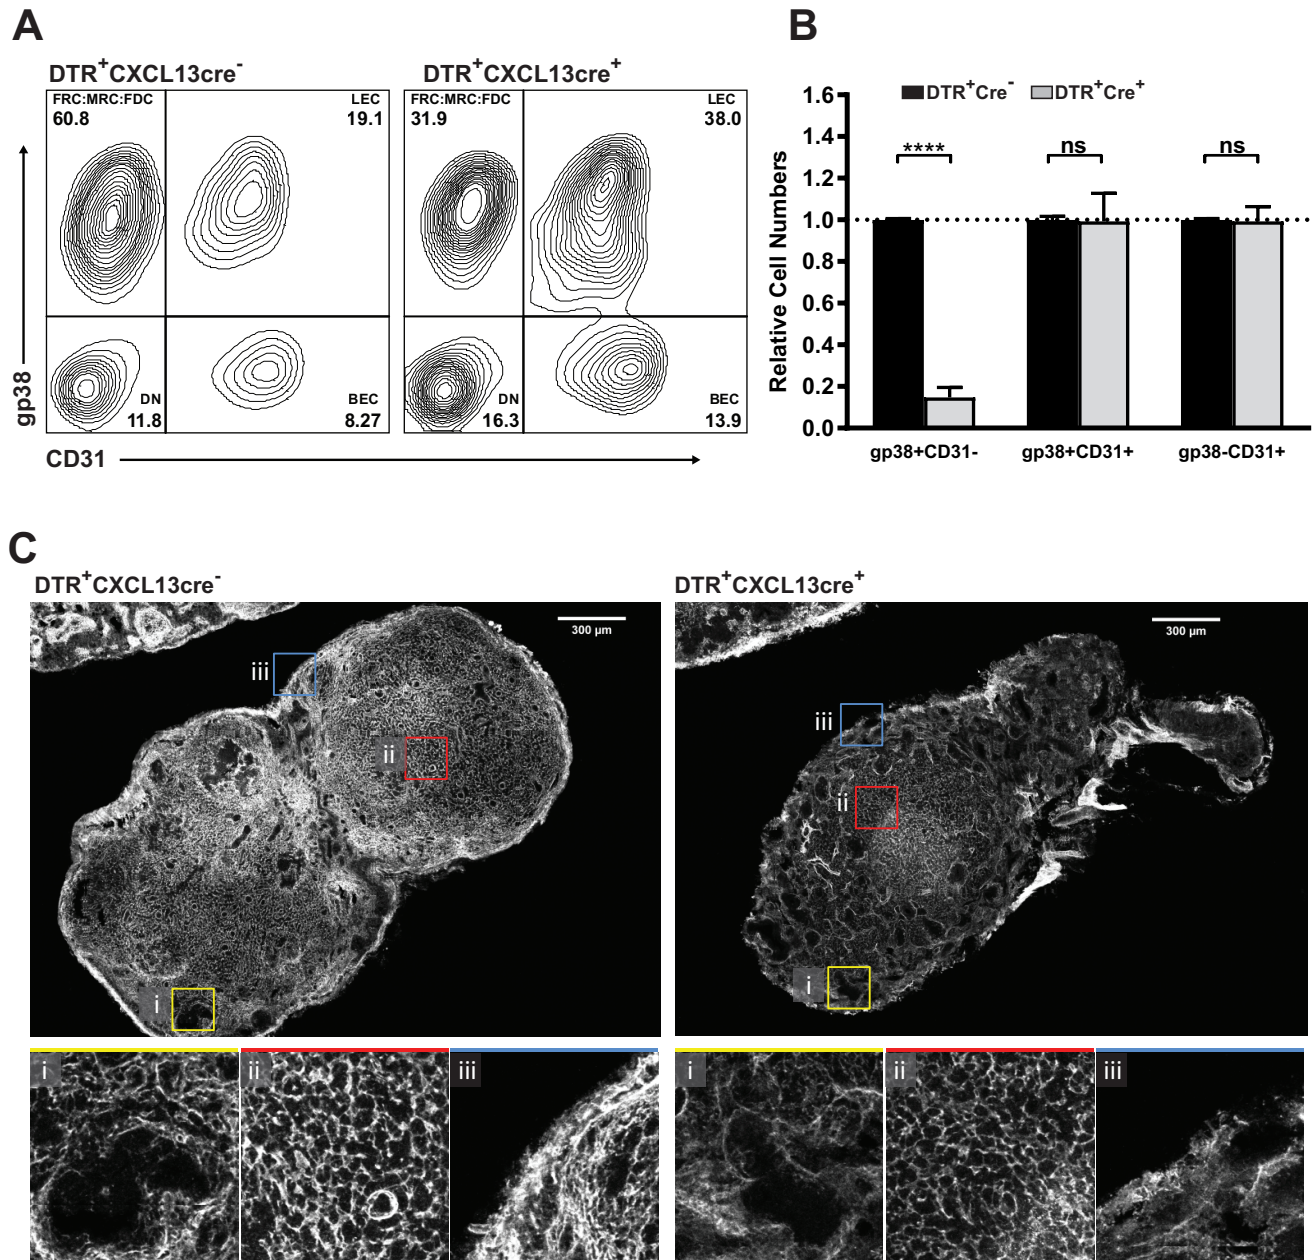 A
DTR+CXCL13cre-
DTR+CXCL13cre+
FRC:MRC:FDC
60.8
LEC
19.1
DN
11.8
BEC
8.27
FRC:MRC:FDC
31.9
LEC
38.0
DN
16.3
BEC
13.9
gp38
CD31
B
DTR+Cre-
DTR+Cre+
Relative Cell Numbers
1.6
1.4
1.2
1.0
0.8
0.6
0.4
0.2
0.0
****
ns
ns
gp38+CD31-
gp38+CD31+
gp38-CD31+
C
DTR+CXCL13cre-
300 µm
iii
ii
i
i
ii
iii
DTR+CXCL13cre+
300 µm
iii
ii
i
i
ii
iii